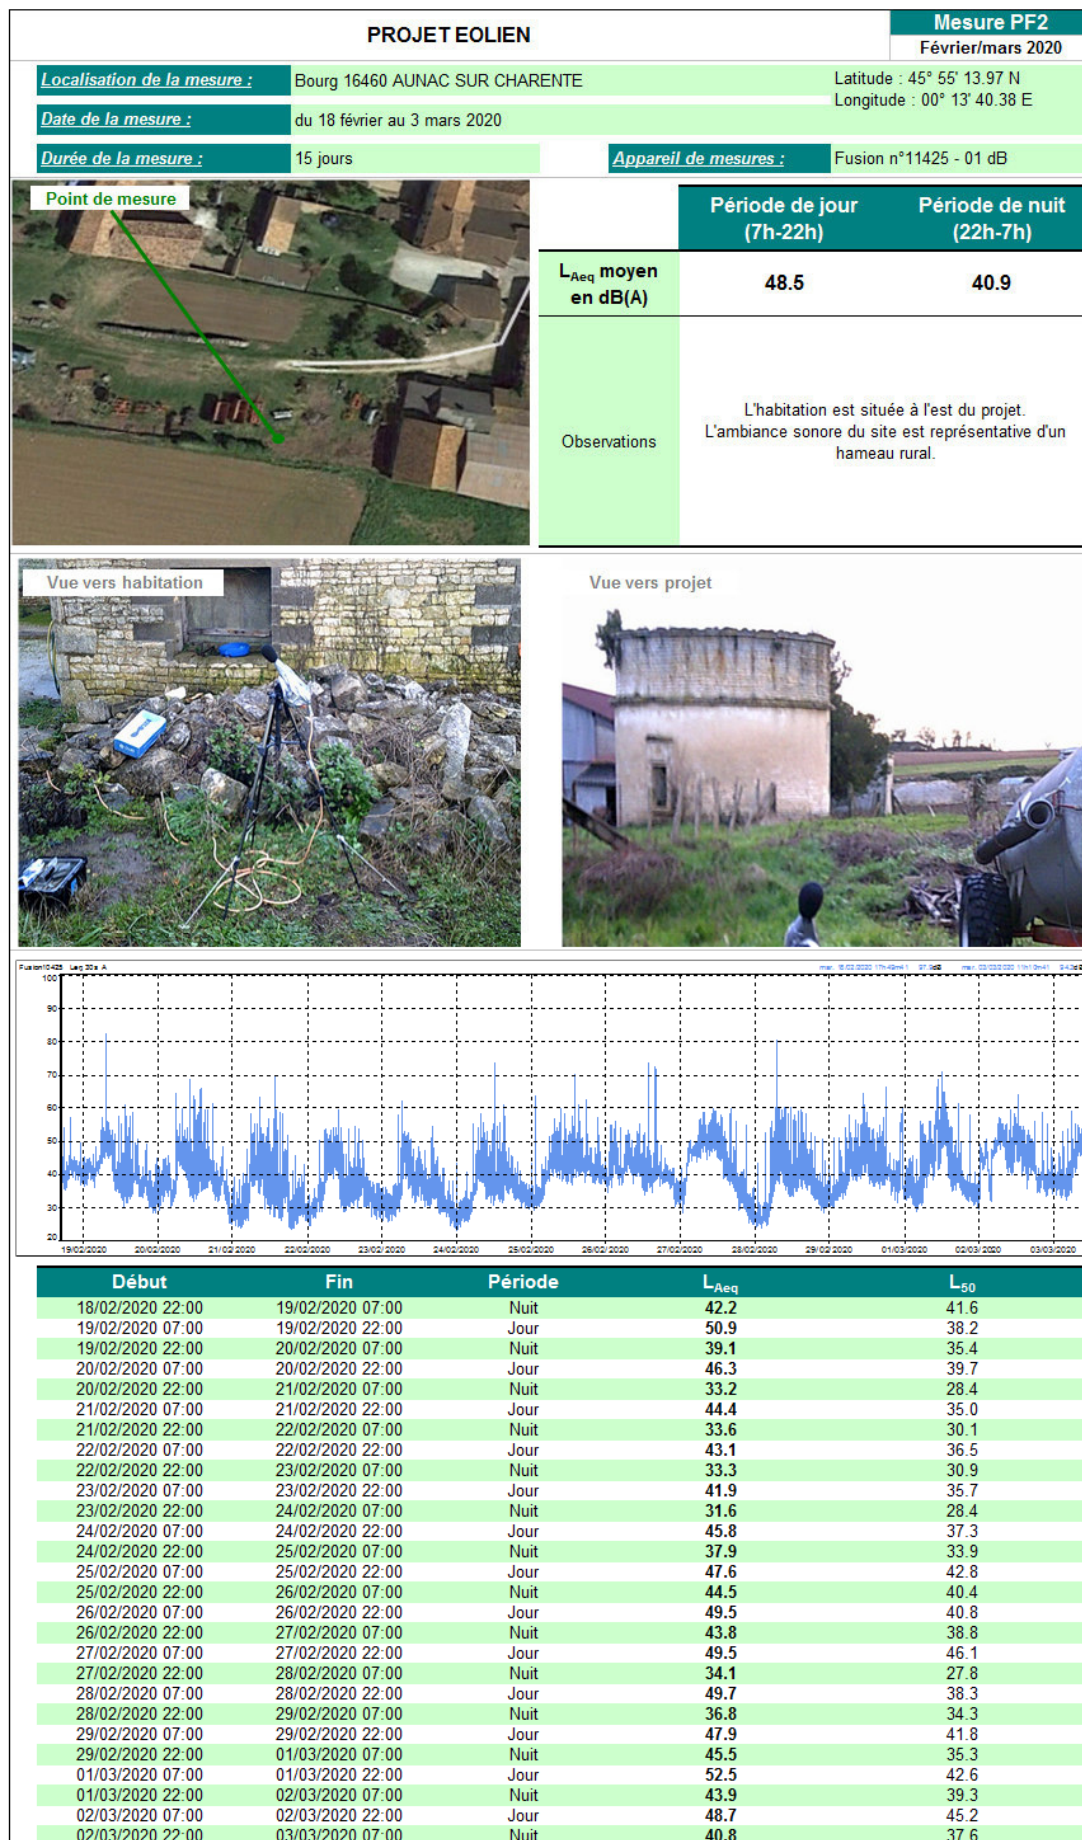 PROJET EOLIEN
Mesure PF2
Février/mars 2020
Localisation de la mesure :
Bourg 16460 AUNAC SUR CHARENTE
Latitude : 45° 55' 13.97 N
Longitude : 00° 13' 40.38 E
Date de la mesure :
du 18 février au 3 mars 2020
Durée de la mesure :
15 jours
Appareil de mesures :
Fusion n°11425 - 01 dB
Point de mesure
Période de jour (7h-22h)
Période de nuit (22h-7h)
LAeq moyen en dB(A)
48.5
40.9
Observations
L'habitation est située à l'est du projet.
L'ambiance sonore du site est représentative d'un
hameau rural.
Vue vers habitation
Vue vers projet
Fusion10425 Leq 30s A
100
90
80
70
60
50
40
30
20
19/02/2020 20/02/2020 21/02/2020 22/02/2020 23/02/2020 24/02/2020 25/02/2020 26/02/2020 27/02/2020 28/02/2020 29/02/2020 01/03/2020 02/03/2020 03/03/2020
Début Fin Période LAeq L50
18/02/2020 22:00 19/02/2020 07:00 Nuit 42.2 41.6
19/02/2020 07:00 19/02/2020 22:00 Jour 50.9 38.2
19/02/2020 22:00 20/02/2020 07:00 Nuit 39.1 35.4
20/02/2020 07:00 20/02/2020 22:00 Jour 46.3 39.7
20/02/2020 22:00 21/02/2020 07:00 Nuit 33.2 28.4
21/02/2020 07:00 21/02/2020 22:00 Jour 44.4 35.0
21/02/2020 22:00 22/02/2020 07:00 Nuit 33.6 30.1
22/02/2020 07:00 22/02/2020 22:00 Jour 43.1 36.5
22/02/2020 22:00 23/02/2020 07:00 Nuit 33.3 30.9
23/02/2020 07:00 23/02/2020 22:00 Jour 41.9 35.7
23/02/2020 22:00 24/02/2020 07:00 Nuit 31.6 28.4
24/02/2020 07:00 24/02/2020 22:00 Jour 45.8 37.3
24/02/2020 22:00 25/02/2020 07:00 Nuit 37.9 33.9
25/02/2020 07:00 25/02/2020 22:00 Jour 47.6 42.8
25/02/2020 22:00 26/02/2020 07:00 Nuit 44.5 40.4
26/02/2020 07:00 26/02/2020 22:00 Jour 49.5 40.8
26/02/2020 22:00 27/02/2020 07:00 Nuit 43.8 38.8
27/02/2020 07:00 27/02/2020 22:00 Jour 49.5 46.1
27/02/2020 22:00 28/02/2020 07:00 Nuit 34.1 27.8
28/02/2020 07:00 28/02/2020 22:00 Jour 49.7 38.3
28/02/2020 22:00 29/02/2020 07:00 Nuit 36.8 34.3
29/02/2020 07:00 29/02/2020 22:00 Jour 47.9 41.8
29/02/2020 22:00 01/03/2020 07:00 Nuit 45.5 35.3
01/03/2020 07:00 01/03/2020 22:00 Jour 52.5 42.6
01/03/2020 22:00 02/03/2020 07:00 Nuit 43.9 39.3
02/03/2020 07:00 02/03/2020 22:00 Jour 48.7 45.2
02/03/2020 22:00 03/03/2020 07:00 Nuit 40.8 37.6